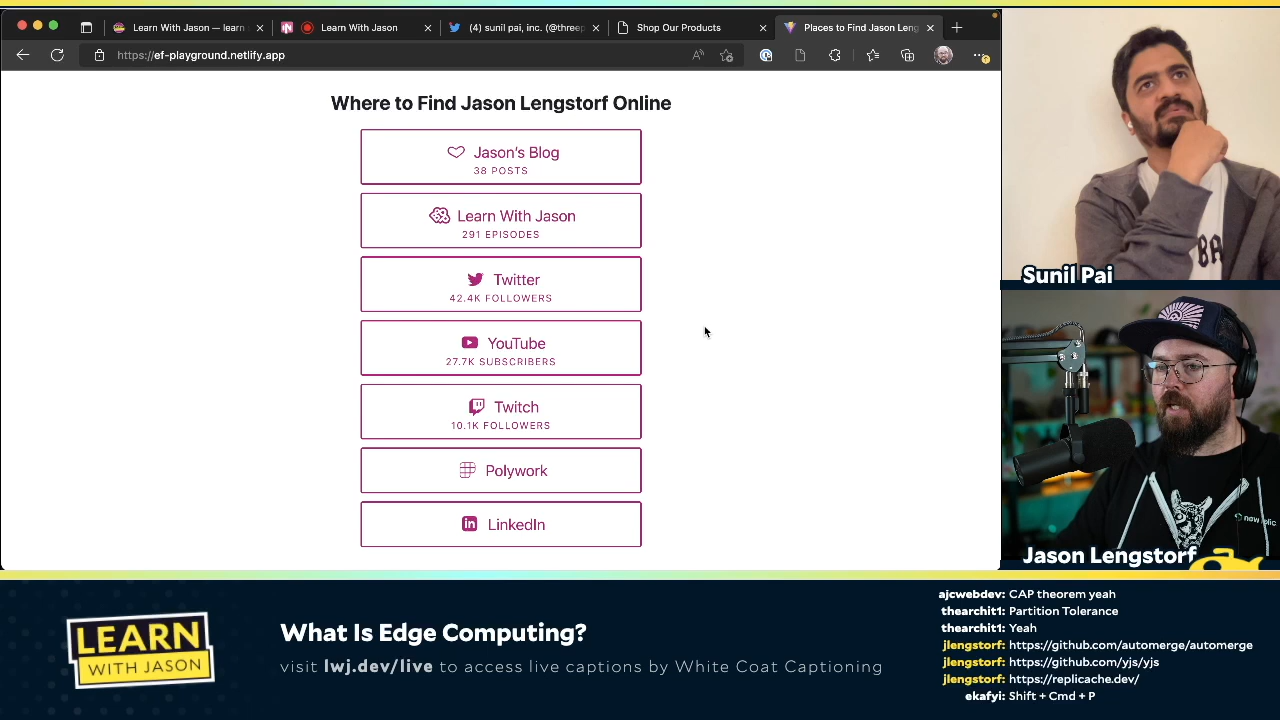 Learn With Jason — learn
Learn With Jason
(4) sunil pai, inc. (@threep
Shop Our Products
Places to Find Jason Leng
https://ef-playground.netlify.app
Where to Find Jason Lengstorf Online
Jason's Blog
38 POSTS
Learn With Jason
291 EPISODES
Twitter
42.4K FOLLOWERS
YouTube
27.7K SUBSCRIBERS
Twitch
10.1K FOLLOWERS
Polywork
LinkedIn
BA
Sunil Pai
new relic
Jason Lengstorf
LEARN
WITH JASON
What Is Edge Computing?
visit lwj.dev/live to access live captions by White Coat Captioning
ajcwebdev: CAP theorem yeah
thearchit1: Partition Tolerance
thearchit1: Yeah
jlengstorf: https://github.com/automerge/automerge
jlengstorf: https://github.com/yjs/yjs
jlengstorf: https://replicache.dev/
ekafyi: Shift + Cmd + P